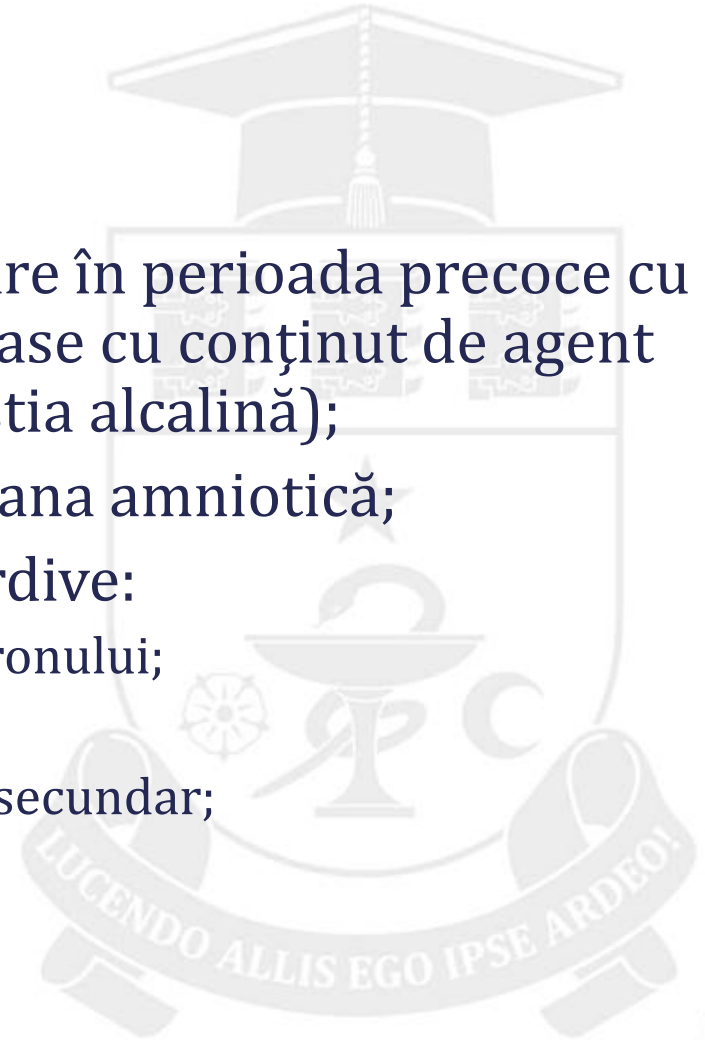 re în perioada precoce cu
ase cu conţinut de agent
tia alcalină);
ana amniotică;
rdive:
ronului;
secundar;
LUCENDO ALLIS EGO IPSE ARDEO!